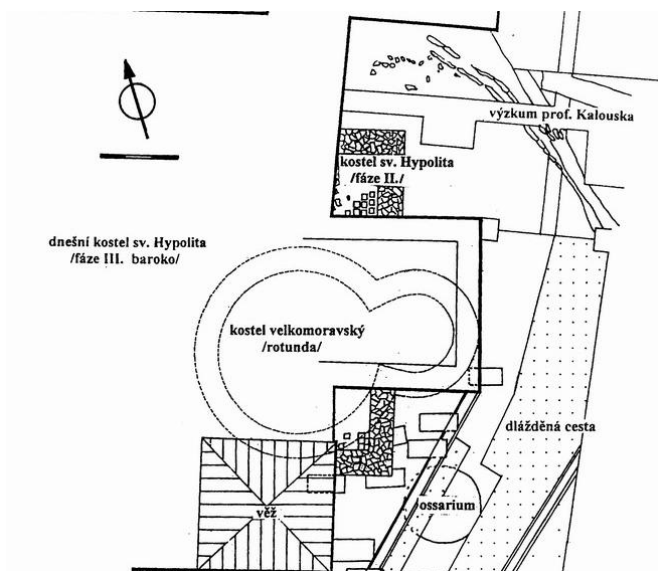 výzkum prof. Kalouska
kostel sv. Hypolita
/fáze II./
dnešní kostel sv. Hypolita
/fáze III. baroko/
kostel velkomoravský
/rotunda/
dlážděná cesta
ossarium
věž